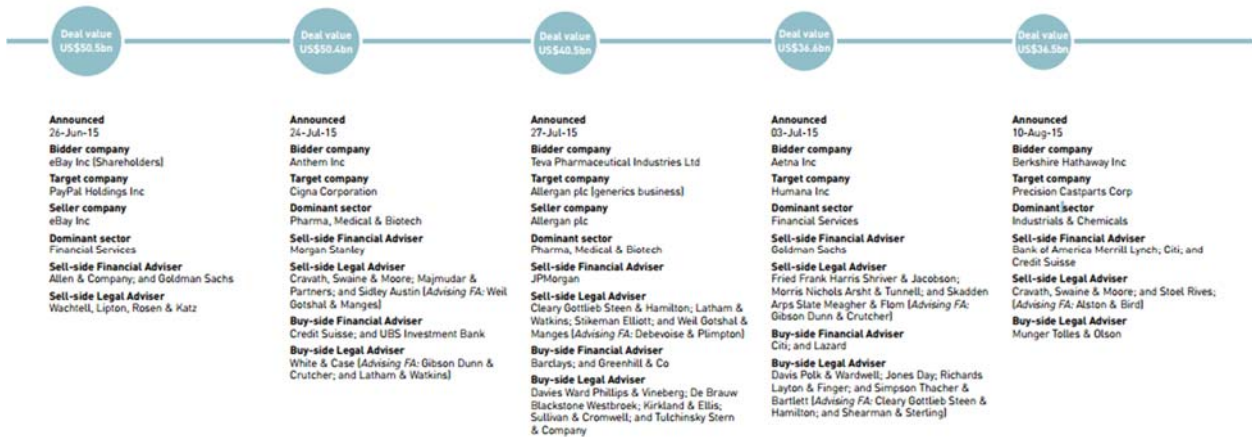 Deal value
US$50.5bn
Deal value
US$50.4bn
Deal value
US$40.5bn
Deal value
US$36.6bn
Deal value
US$36.5bn
Announced
26-Jun-15
Bidder company
eBay Inc (Shareholders)
Target company
PayPal Holdings Inc
Seller company
eBay Inc
Dominant sector
Financial Services
Sell-side Financial Adviser
Allen & Company; and Goldman Sachs
Sell-side Legal Adviser
Wachtell, Lipton, Rosen & Katz
Announced
24-Jul-15
Bidder company
Anthem Inc
Target company
Cigna Corporation
Dominant sector
Pharma, Medical & Biotech
Sell-side Financial Adviser
Morgan Stanley
Sell-side Legal Adviser
Cravath, Swaine & Moore; Majmudar &
Partners; and Sidley Austin (Advising FA: Weil
Gotshal & Manges)
Buy-side Financial Adviser
Credit Suisse; and UBS Investment Bank
Buy-side Legal Adviser
White & Case (Advising FA: Gibson Dunn &
Crutcher; and Latham & Watkins)
Announced
27-Jul-15
Bidder company
Teva Pharmaceutical Industries Ltd
Target company
Allergan plc (generics business)
Seller company
Allergan plc
Dominant sector
Pharma, Medical & Biotech
Sell-side Financial Adviser
JPMorgan
Sell-side Legal Adviser
Cleary Gottlieb Steen & Hamilton; Latham &
Watkins; Stikeman Elliott; and Weil Gotshal &
Manges (Advising FA: Debevoise & Plimpton)
Buy-side Financial Adviser
Barclays; and Greenhill & Co
Buy-side Legal Adviser
Davies Ward Phillips & Vineberg; De Brauw
Blackstone Westbroek; Kirkland & Ellis;
Sullivan & Cromwell; and Tulchinsky Stern
& Company
Announced
03-Jul-15
Bidder company
Aetna Inc
Target company
Humana Inc
Dominant sector
Financial Services
Sell-side Financial Adviser
Goldman Sachs
Sell-side Legal Adviser
Fried Frank Harris Shriver & Jacobson;
Morris Nichols Arsht & Tunnell; and Skadden
Arps Slate Meagher & Flom (Advising FA:
Gibson Dunn & Crutcher)
Buy-side Financial Adviser
Citi; and Lazard
Buy-side Legal Adviser
Davis Polk & Wardwell; Jones Day; Richards
Layton & Finger; and Simpson Thacher &
Bartlett (Advising FA: Cleary Gottlieb Steen &
Hamilton; and Shearman & Sterling)
Announced
10-Aug-15
Bidder company
Berkshire Hathaway Inc
Target company
Precision Castparts Corp
Dominant sector
Industrials & Chemicals
Sell-side Financial Adviser
Bank of America Merrill Lynch; Citi; and
Credit Suisse
Sell-side Legal Adviser
Cravath, Swaine & Moore; and Stoel Rives;
(Advising FA: Alston & Bird)
Buy-side Legal Adviser
Munger Tolles & Olson